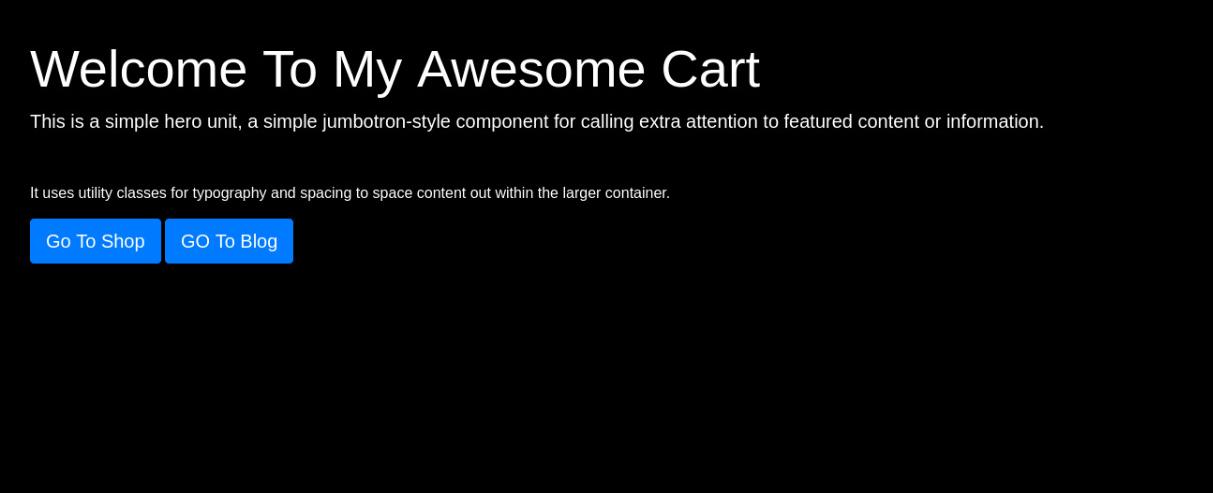 Welcome To My Awesome Cart
This is a simple hero unit, a simple jumbotron-style component for calling extra attention to featured content or information.
It uses utility classes for typography and spacing to space content out within the larger container.
Go To Shop GO To Blog